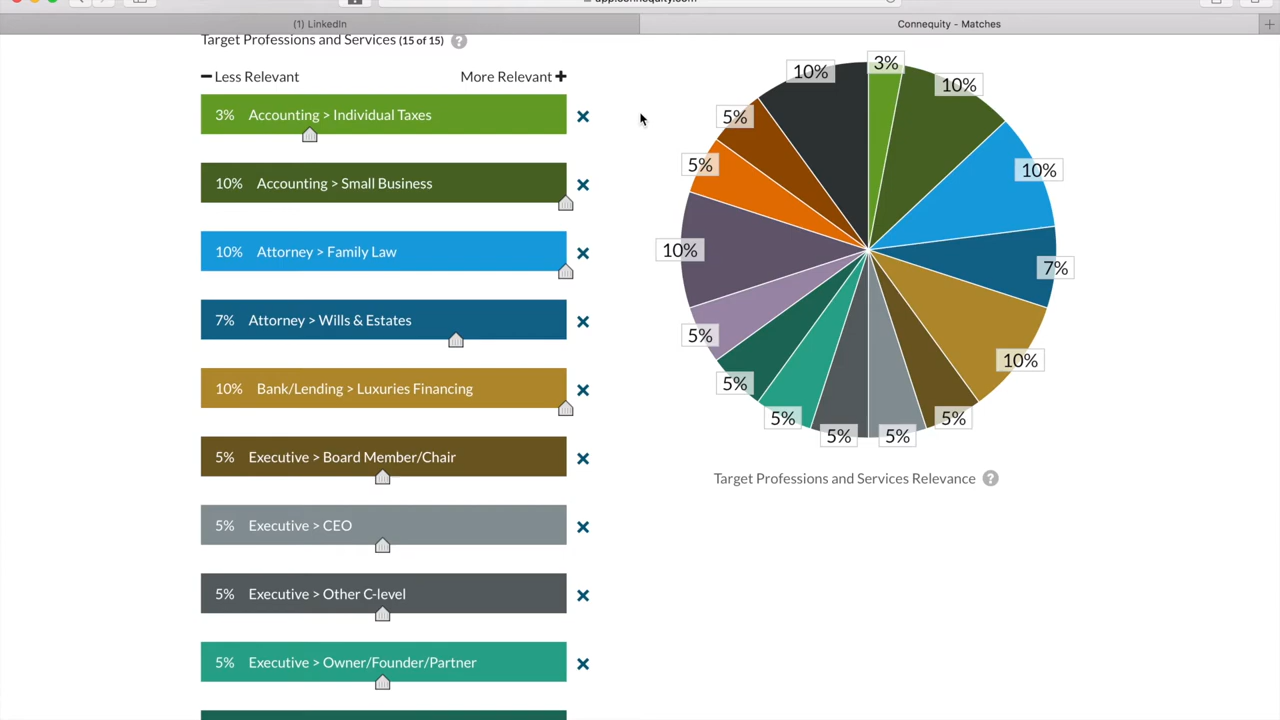 app.connequity.com
(1) LinkedIn
Connequity - Matches
Target Professions and Services (15 of 15) ?
Less Relevant
More Relevant
3% Accounting > Individual Taxes
10% Accounting > Small Business
10% Attorney > Family Law
7% Attorney > Wills & Estates
10% Bank/Lending > Luxuries Financing
5% Executive > Board Member/Chair
5% Executive > CEO
5% Executive > Other C-level
5% Executive > Owner/Founder/Partner
3%
10%
10%
7%
10%
5%
5%
5%
5%
5%
5%
10%
5%
5%
10%
Target Professions and Services Relevance ?